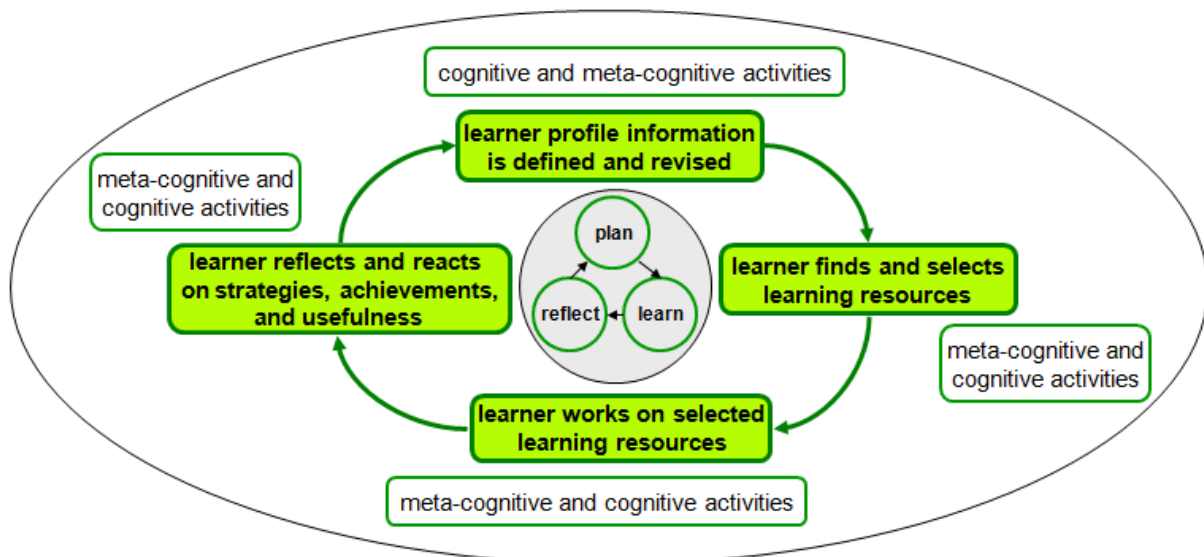 cognitive and meta-cognitive activities
learner profile information
is defined and revised
meta-cognitive and
cognitive activities
plan
learner reflects and reacts
on strategies, achievements,
and usefulness
learner finds and selects
learning resources
reflect
learn
meta-cognitive and
cognitive activities
learner works on selected
learning resources
meta-cognitive and cognitive activities